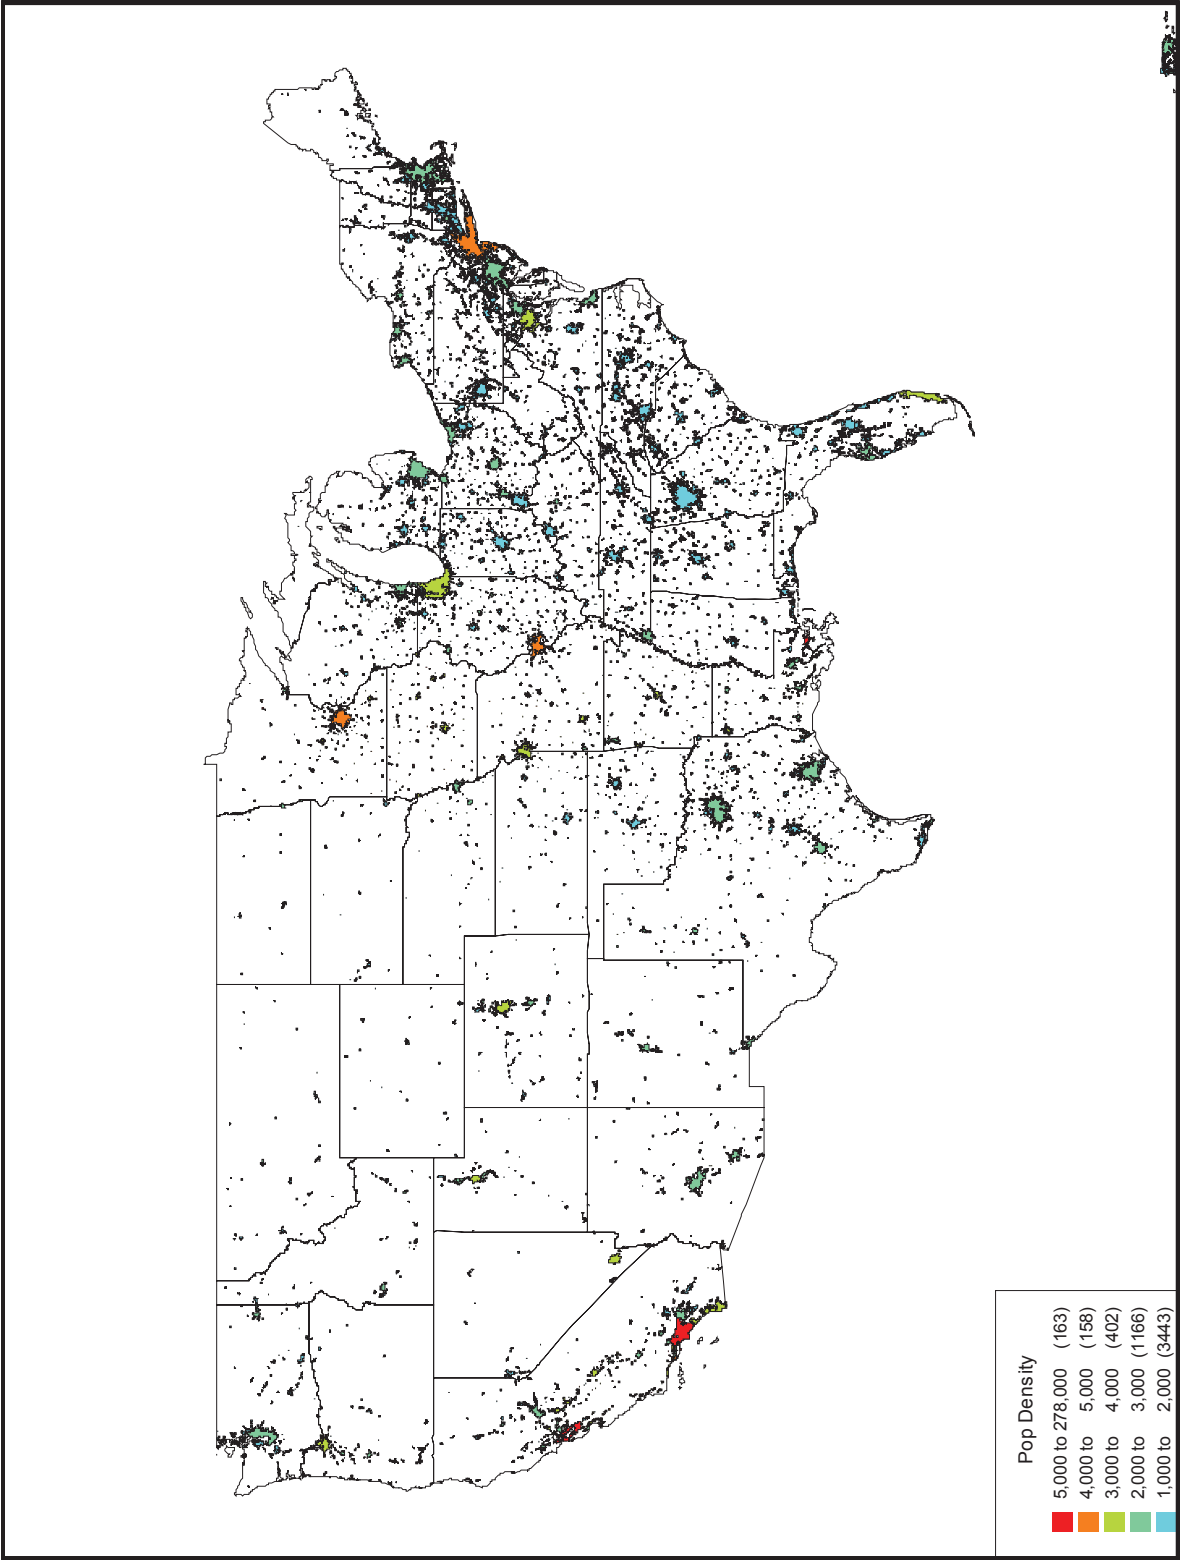 Pop Density
5,000 to 278,000 (163)
4,000 to 5,000 (158)
3,000 to 4,000 (402)
2,000 to 3,000 (1166)
1,000 to 2,000 (3443)